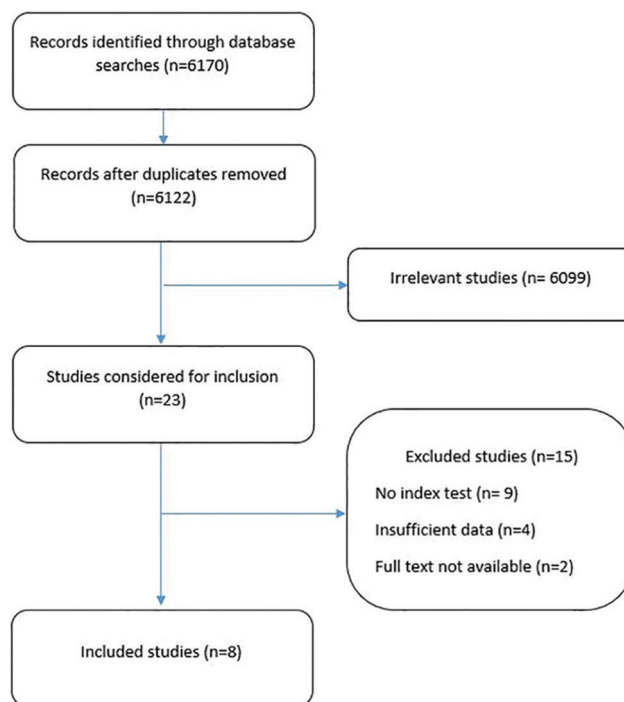 Records identified through database
searches (n=6170)
Records after duplicates removed
(n=6122)
Irrelevant studies (n= 6099)
Studies considered for inclusion
(n=23)
Excluded studies (n=15)
No index test (n= 9)
Insufficient data (n=4)
Full text not available (n=2)
Included studies (n=8)